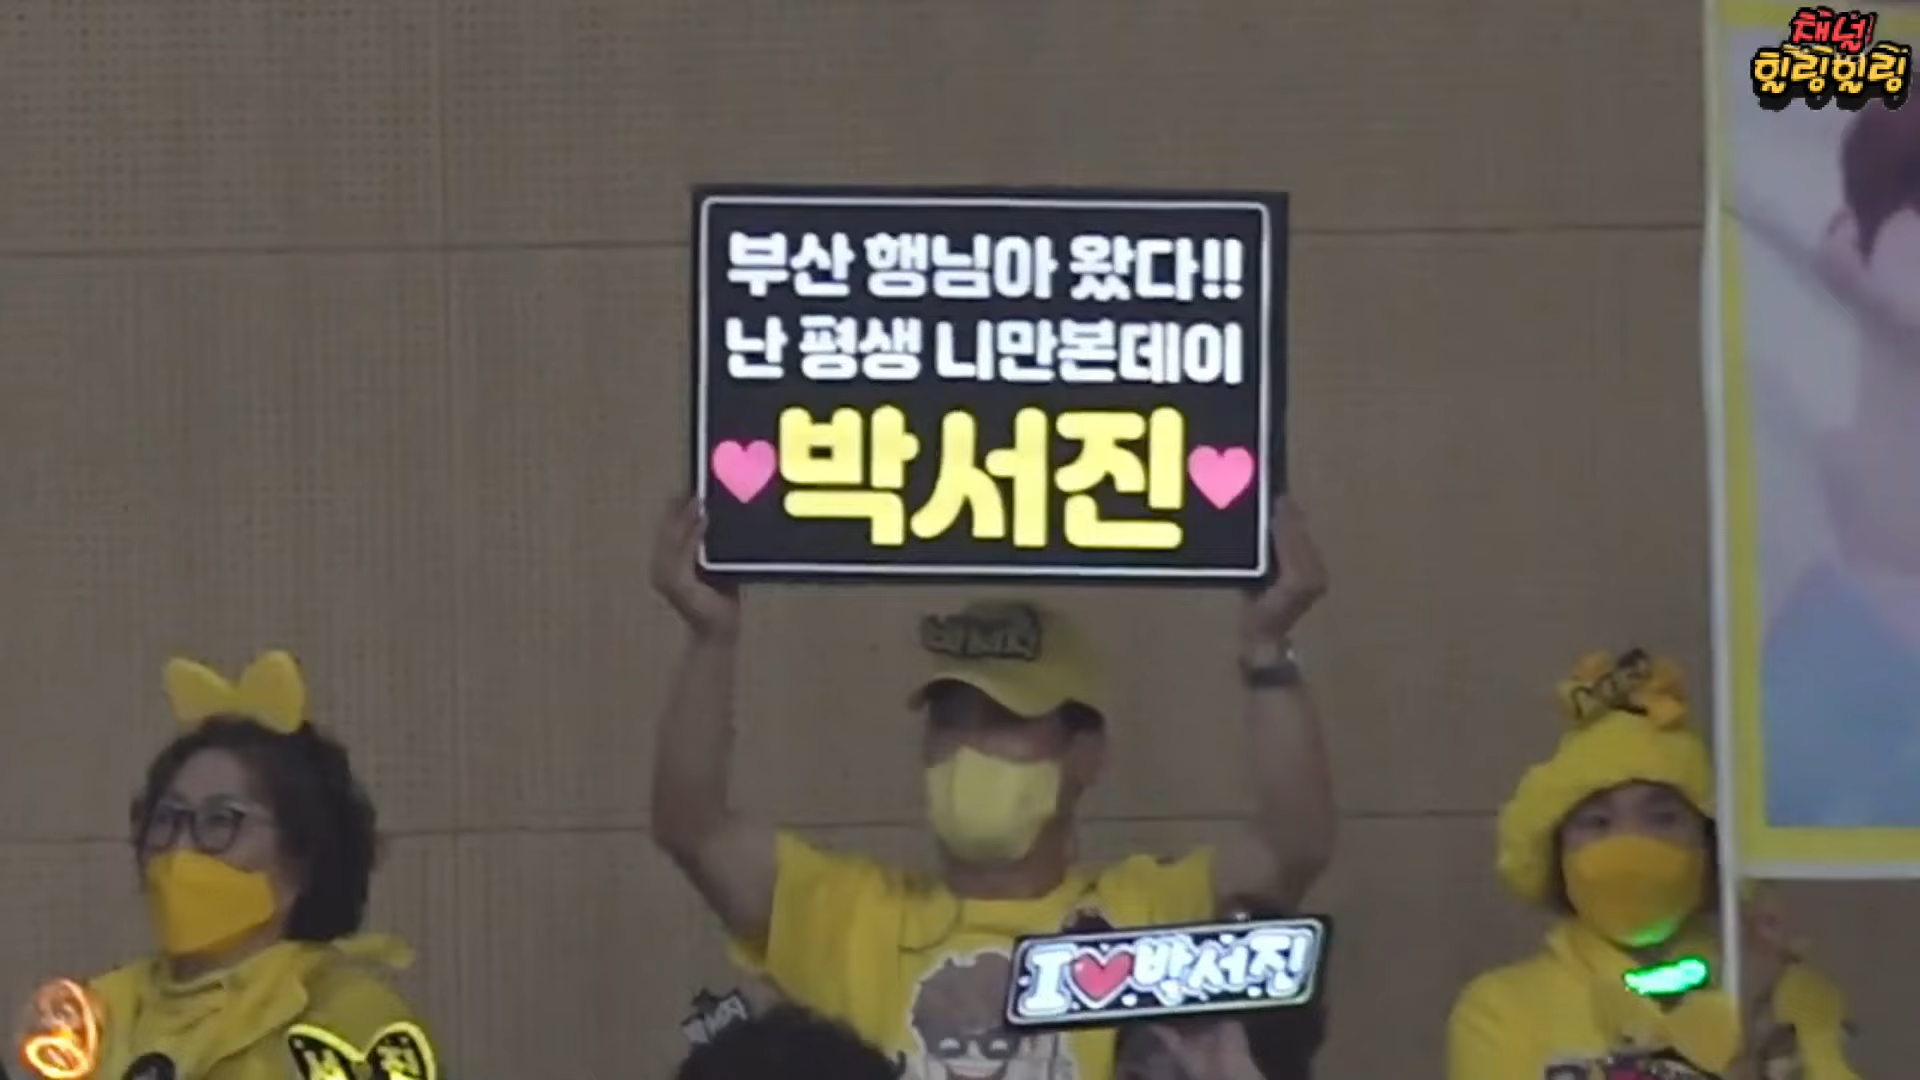 채널
힐링힐링
부산 행님아 왔다!!
난 평생 니만본데이
박서진
I 박서진